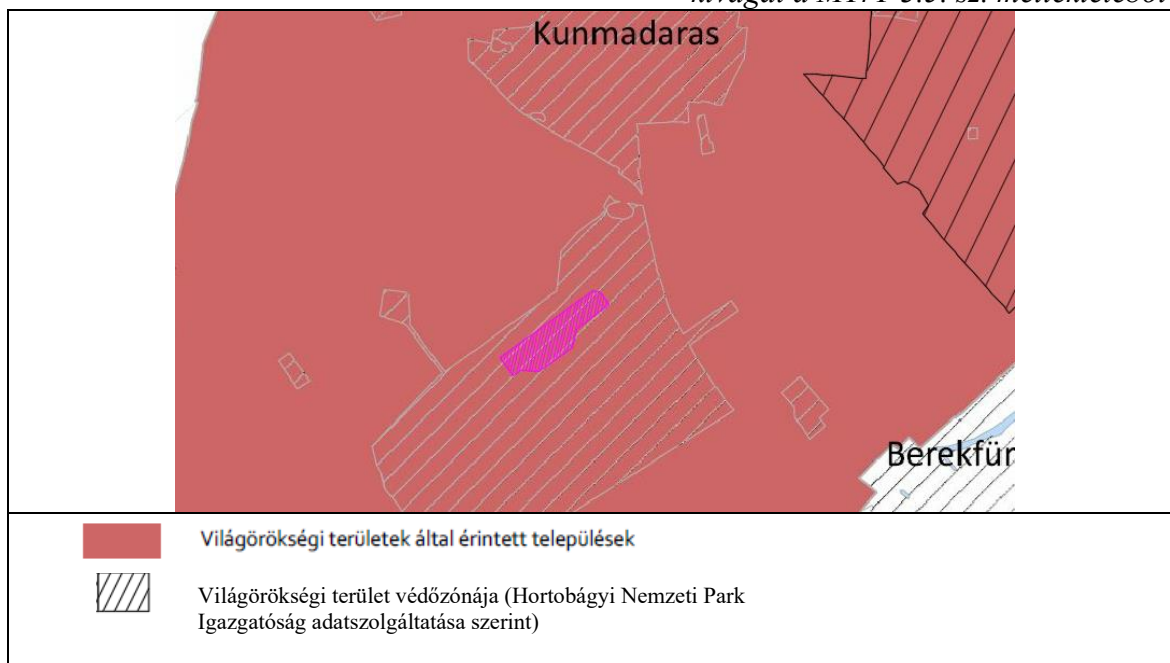 Kunmadaras
Berekfür
Világörökségi területek által érintett települések
Világörökségi terület védőzónája (Hortobágyi Nemzeti Park
Igazgatóság adatszolgáltatása szerint)